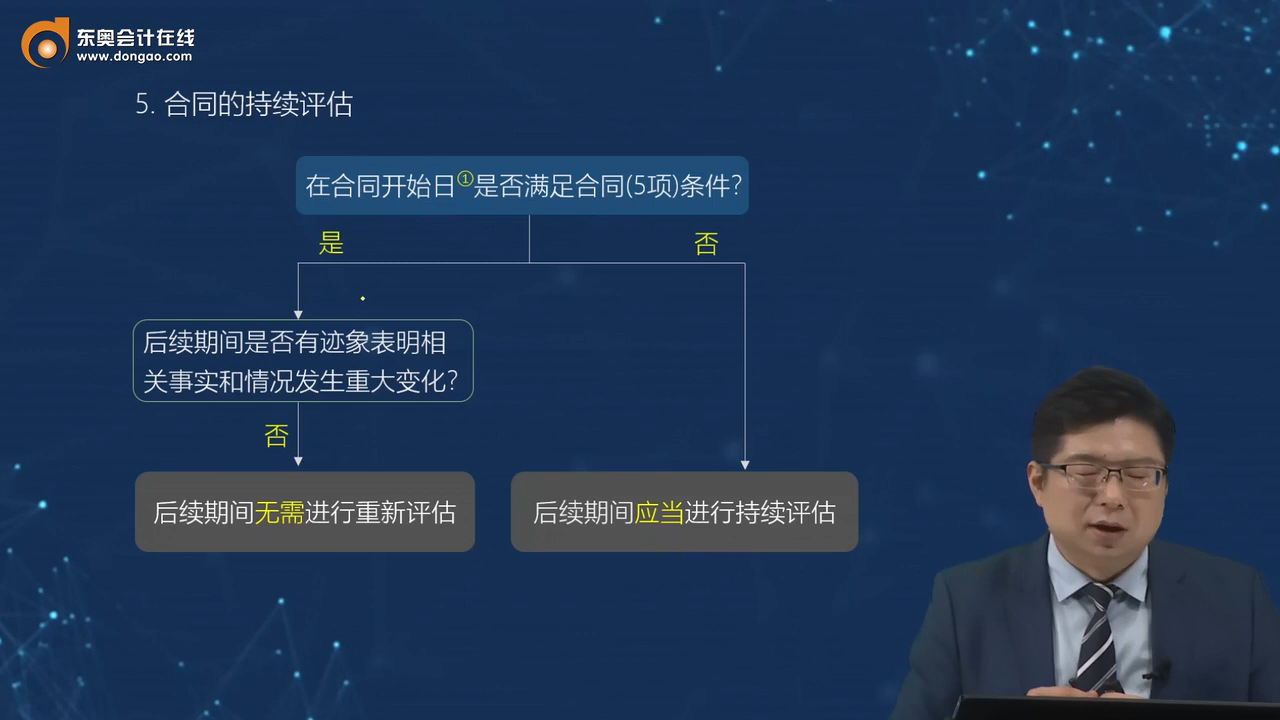 东奥会计在线
www.dongao.com
5. 合同的持续评估
在合同开始日①是否满足合同(5项)条件?
是
否
后续期间是否有迹象表明相
关事实和情况发生重大变化?
否
后续期间无需进行重新评估
后续期间应当进行持续评估